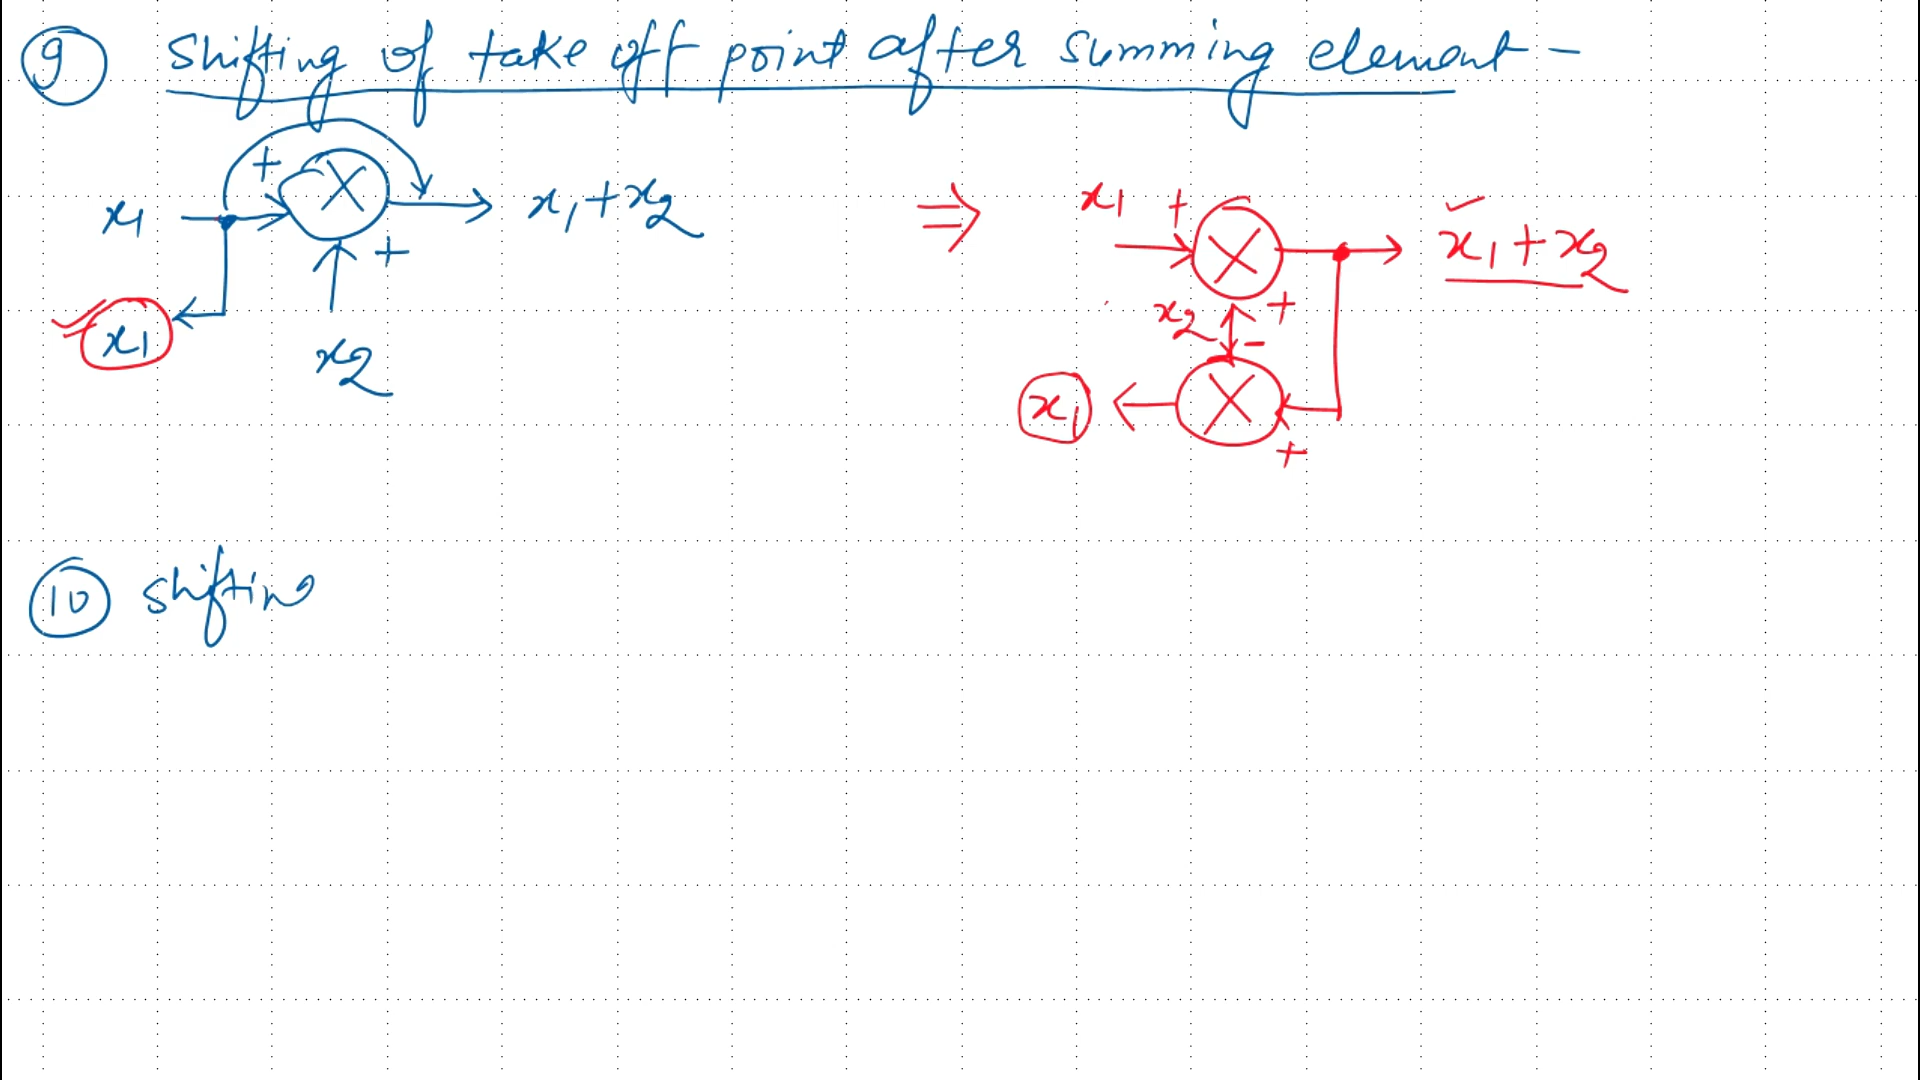 9 Shifting of take off point after summing element -
x1 + + x1+x2
x1
x2
⇒
x1 + x1+x2
x2 +
-
x1
+
10 shifting